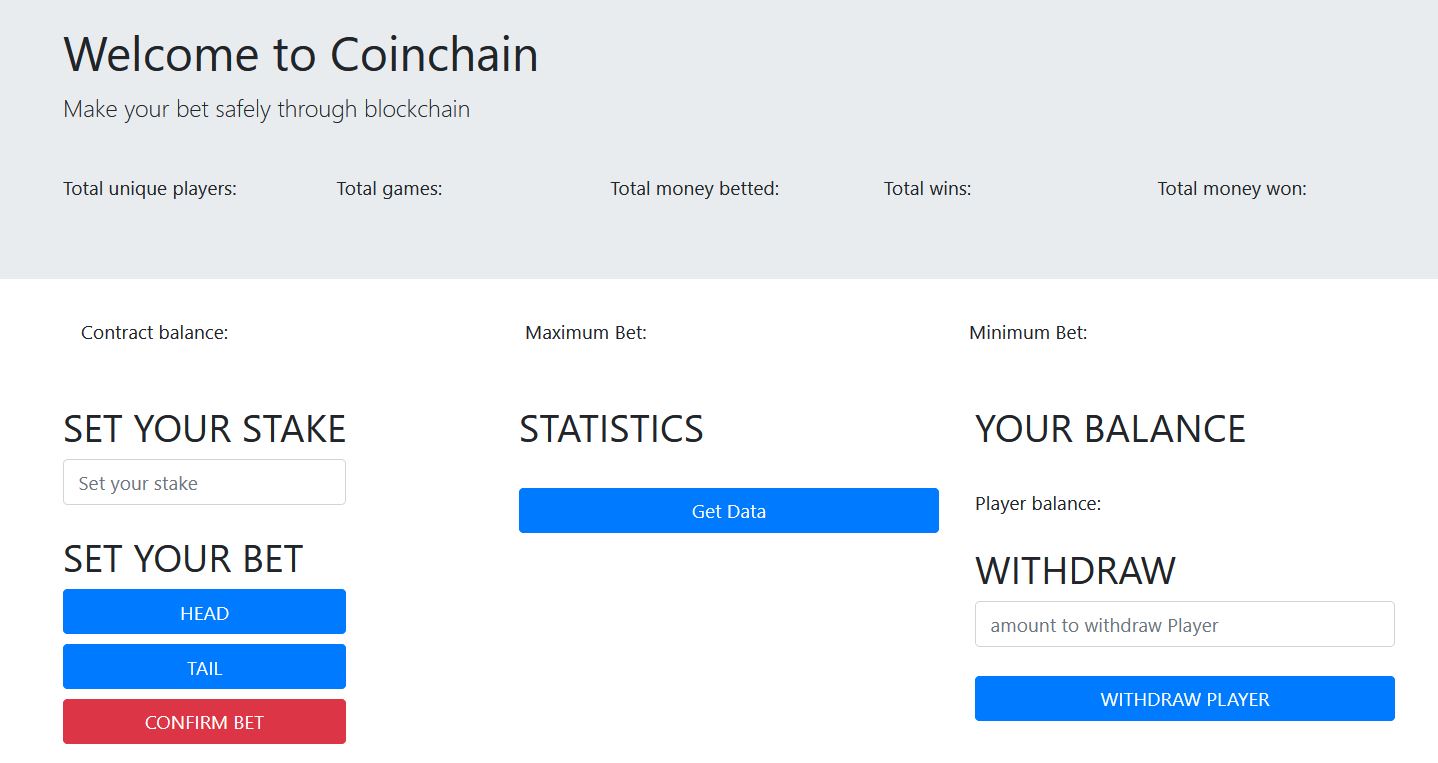 Welcome to Coinchain
Make your bet safely through blockchain
Total unique players:
Total games:
Total money betted:
Total wins:
Total money won:
Contract balance:
Maximum Bet:
Minimum Bet:
SET YOUR STAKE
Set your stake
SET YOUR BET
HEAD
TAIL
CONFIRM BET
STATISTICS
Get Data
YOUR BALANCE
Player balance:
WITHDRAW
amount to withdraw Player
WITHDRAW PLAYER